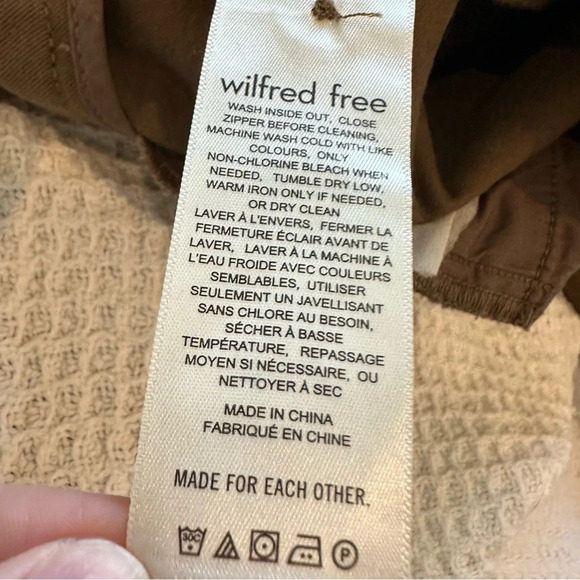 wilfred free
WASH INSIDE OUT, CLOSE
ZIPPER BEFORE CLEANING,
MACHINE WASH COLD WITH LIKE
COLOURS, ONLY
NON-CHLORINE BLEACH WHEN
NEEDED, TUMBLE DRY LOW,
WARM IRON ONLY IF NEEDED,
OR DRY CLEAN
LAVER À L'ENVERS, FERMER LA
FERMETURE ÉCLAIR AVANT DE
LAVER, LAVER À LA MACHINE À
L'EAU FROIDE AVEC COULEURS
SEMBLABLES, UTILISER
SEULEMENT UN JAVELLISANT
SANS CHLORE AU BESOIN,
SÉCHER À BASSE
TEMPÉRATURE, REPASSAGE
MOYEN SI NÉCESSAIRE, OU
NETTOYER À SEC
MADE IN CHINA
FABRIQUÉ EN CHINE
MADE FOR EACH OTHER.
30C P